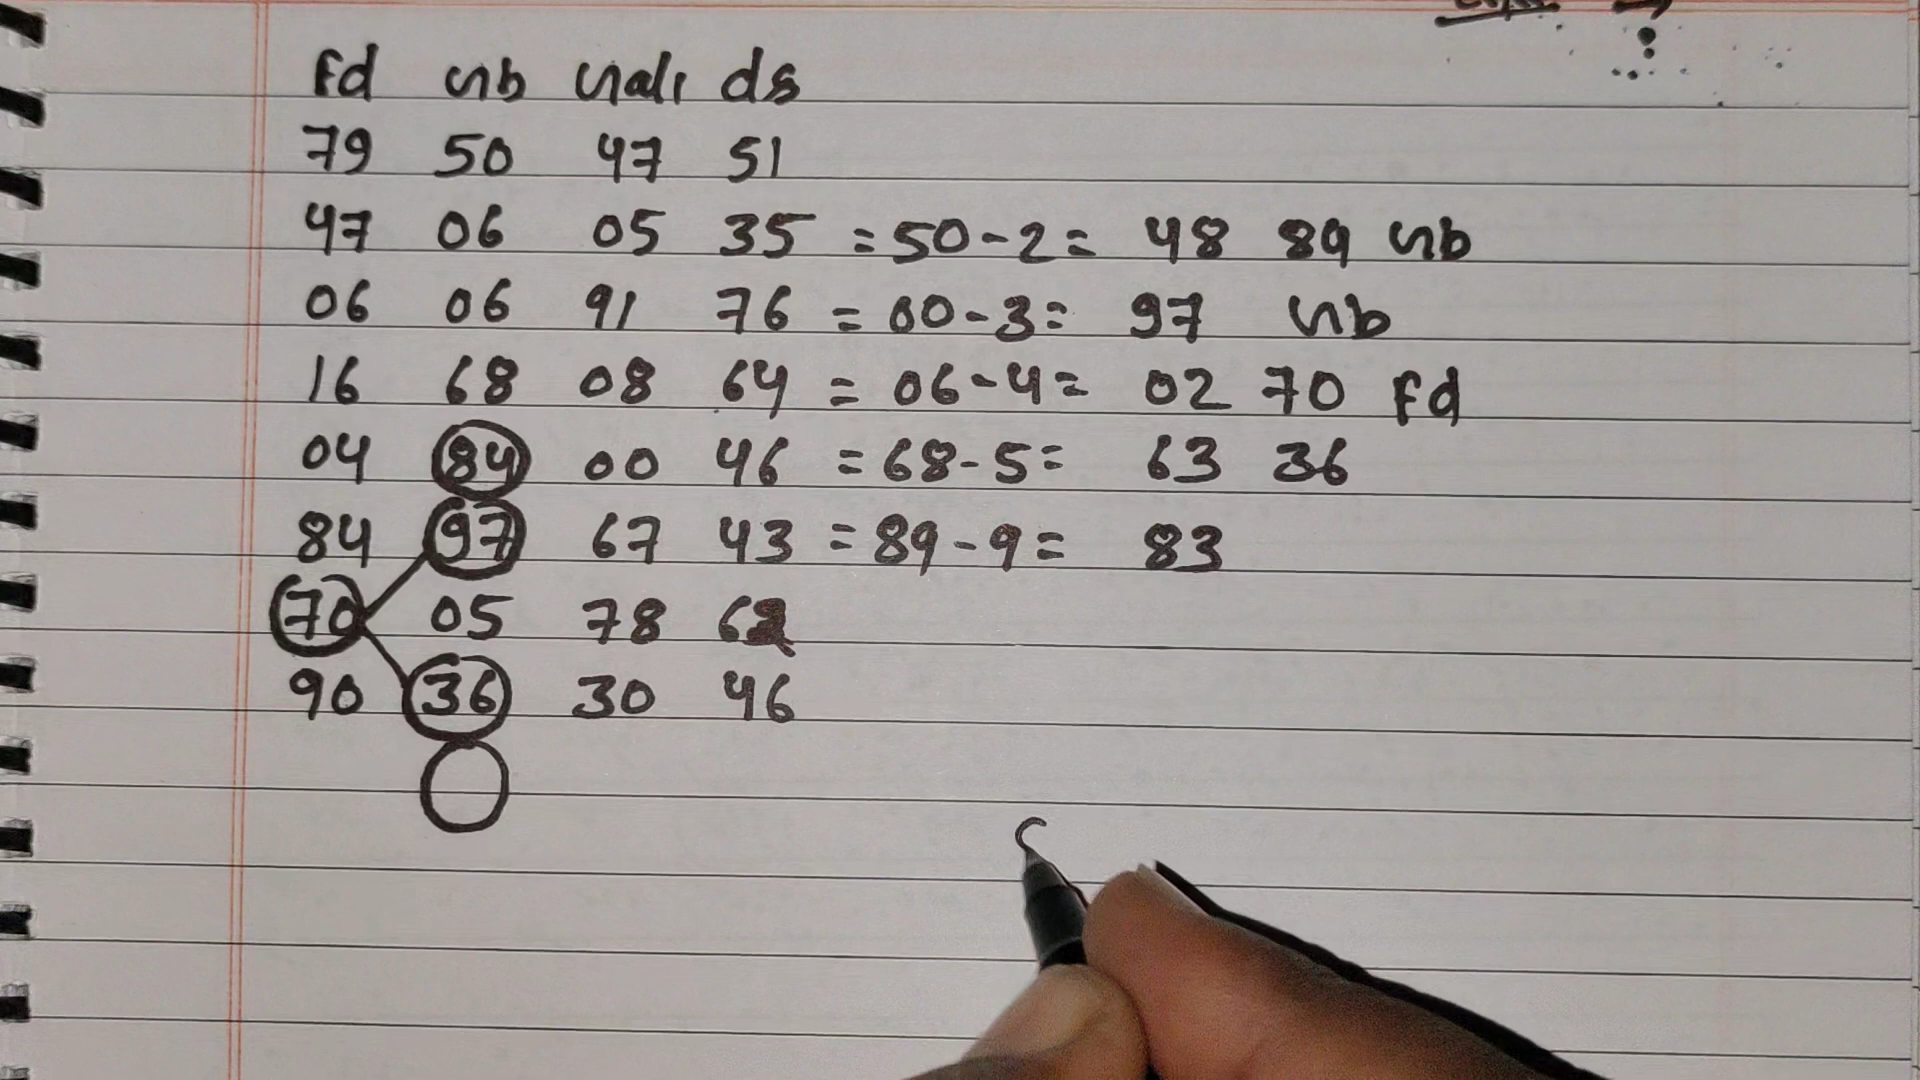 Fd Gb Gali ds
79 50 47 51
47 06 05 35 = 50 - 2 = 48 89 Gb
06 06 91 76 = 00 - 3 = 97 Gb
16 68 08 64 = 06 - 4 = 02 70 Fd
04 84 00 46 = 68 - 5 = 63 36
84 97 67 43 = 89 - 9 = 83
70 05 78 62
90 36 30 46